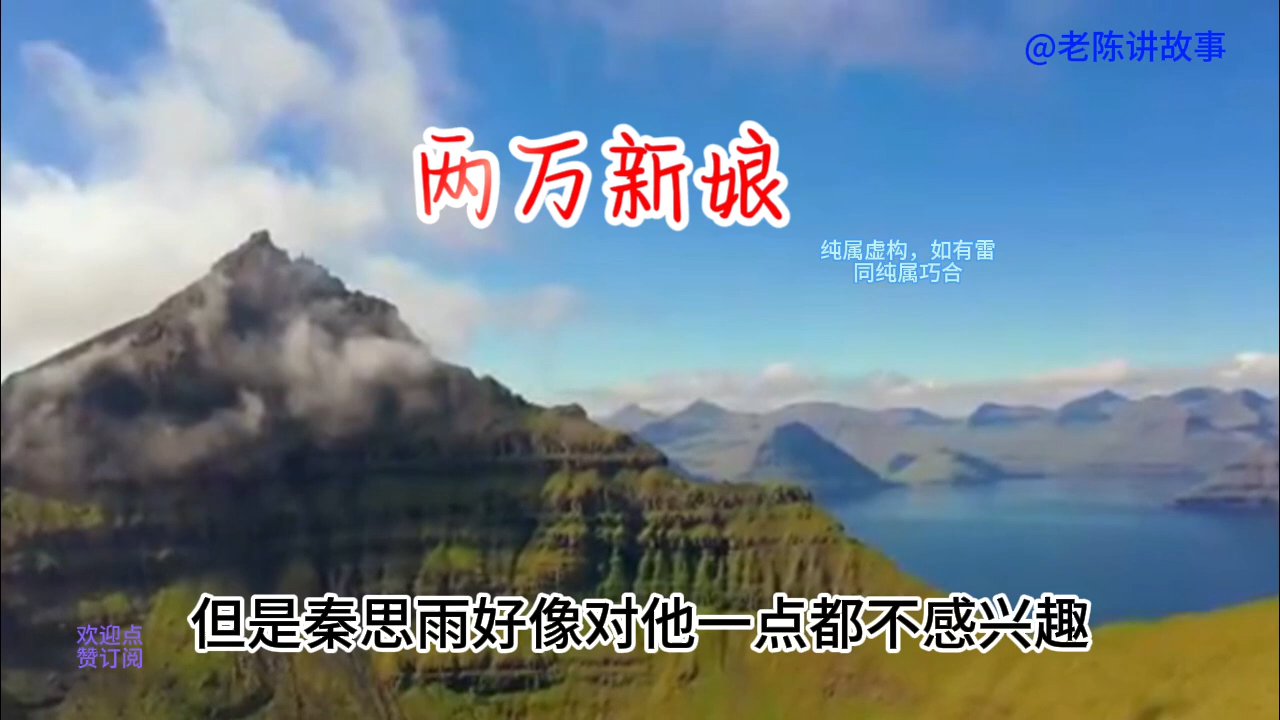 @老陈讲故事
两万新娘
纯属虚构，如有雷
同纯属巧合
但是秦思雨好像对他一点都不感兴趣
欢迎点
赞订阅